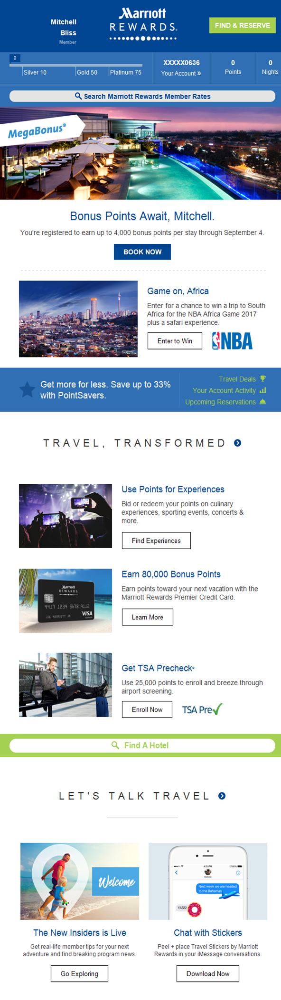 Mitchell
Bliss
Member
Marriott
REWARDS.
FIND & RESERVE
0
Silver 10
Gold 50
Platinum 75
XXXXX0636
Your Account »
0
Points
0
Nights
Search Marriott Rewards Member Rates
MegaBonus®
Bonus Points Await, Mitchell.
You're registered to earn up to 4,000 bonus points per stay through September 4.
BOOK NOW
Game on, Africa
Enter for a chance to win a trip to South
Africa for the NBA Africa Game 2017
plus a safari experience.
Enter to Win
NBA
Get more for less. Save up to 33%
with PointSavers.
Travel Deals
Your Account Activity
Upcoming Reservations
TRAVEL, TRANSFORMED
Use Points for Experiences
Bid or redeem your points on culinary
experiences, sporting events, concerts &
more.
Find Experiences
Marriott
REWARDS.
4417 1234 5678 9112
J.W. MARRIOTT JR.
VISA
Signature
Earn 80,000 Bonus Points
Earn points toward your next vacation with the
Marriott Rewards Premier Credit Card.
Learn More
Get TSA Precheck
Use 25,000 points to enroll and breeze through
airport screening.
Enroll Now
TSA Pre
Find A Hotel
LET'S TALK TRAVEL
Welcome
4:21 PM
100%
Michele
Next week we are headed
to the Bahamas
YASS!
The New Insiders is Live
Get real-life member tips for your next
adventure and find breaking program news.
Go Exploring
Chat with Stickers
Peel + place Travel Stickers by Marriott
Rewards in your iMessage conversations.
Download Now